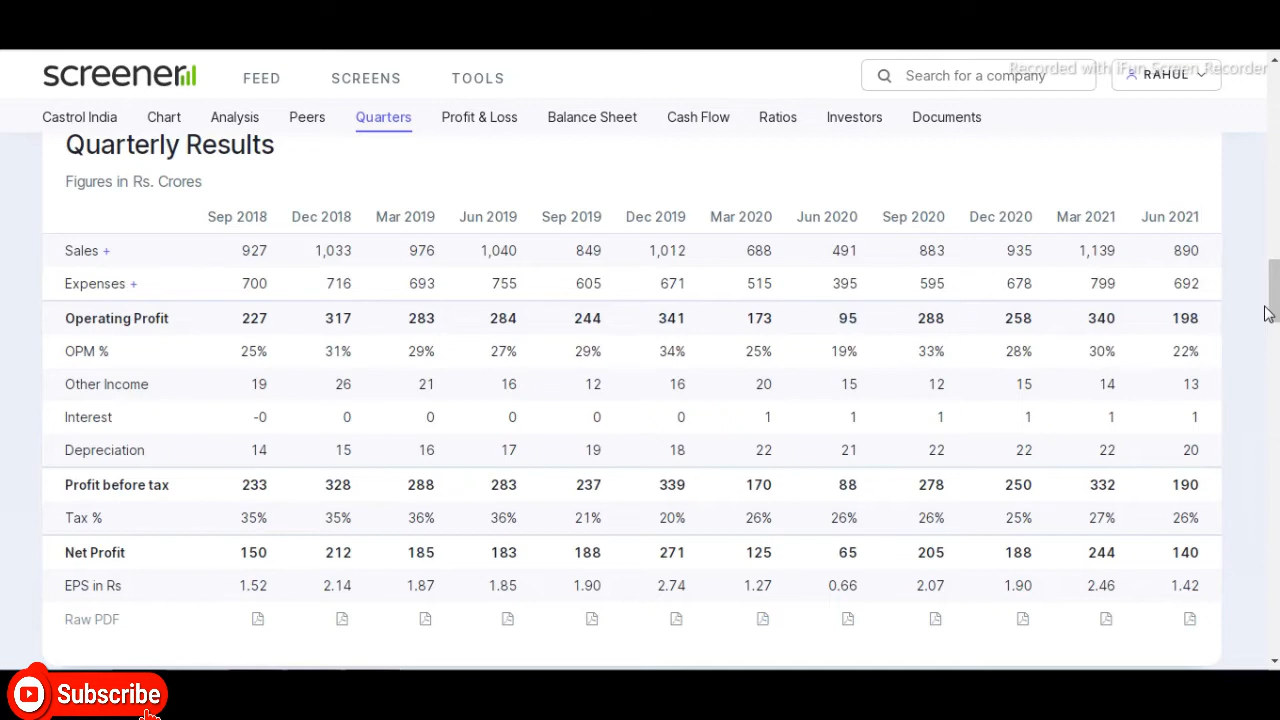 screener
FEED SCREENS TOOLS
Search for a company
RAHUL
Recorded with iFun Screen Recorder
Castrol India Chart Analysis Peers Quarters Profit & Loss Balance Sheet Cash Flow Ratios Investors Documents
Quarterly Results
Figures in Rs. Crores
Sep 2018 Dec 2018 Mar 2019 Jun 2019 Sep 2019 Dec 2019 Mar 2020 Jun 2020 Sep 2020 Dec 2020 Mar 2021 Jun 2021
Sales + 927 1,033 976 1,040 849 1,012 688 491 883 935 1,139 890
Expenses + 700 716 693 755 605 671 515 395 595 678 799 692
Operating Profit 227 317 283 284 244 341 173 95 288 258 340 198
OPM % 25% 31% 29% 27% 29% 34% 25% 19% 33% 28% 30% 22%
Other Income 19 26 21 16 12 16 20 15 12 15 14 13
Interest -0 0 0 0 0 0 1 1 1 1 1 1
Depreciation 14 15 16 17 19 18 22 21 22 22 22 20
Profit before tax 233 328 288 283 237 339 170 88 278 250 332 190
Tax % 35% 35% 36% 36% 21% 20% 26% 26% 26% 25% 27% 26%
Net Profit 150 212 185 183 188 271 125 65 205 188 244 140
EPS in Rs 1.52 2.14 1.87 1.85 1.90 2.74 1.27 0.66 2.07 1.90 2.46 1.42
Raw PDF
Subscribe